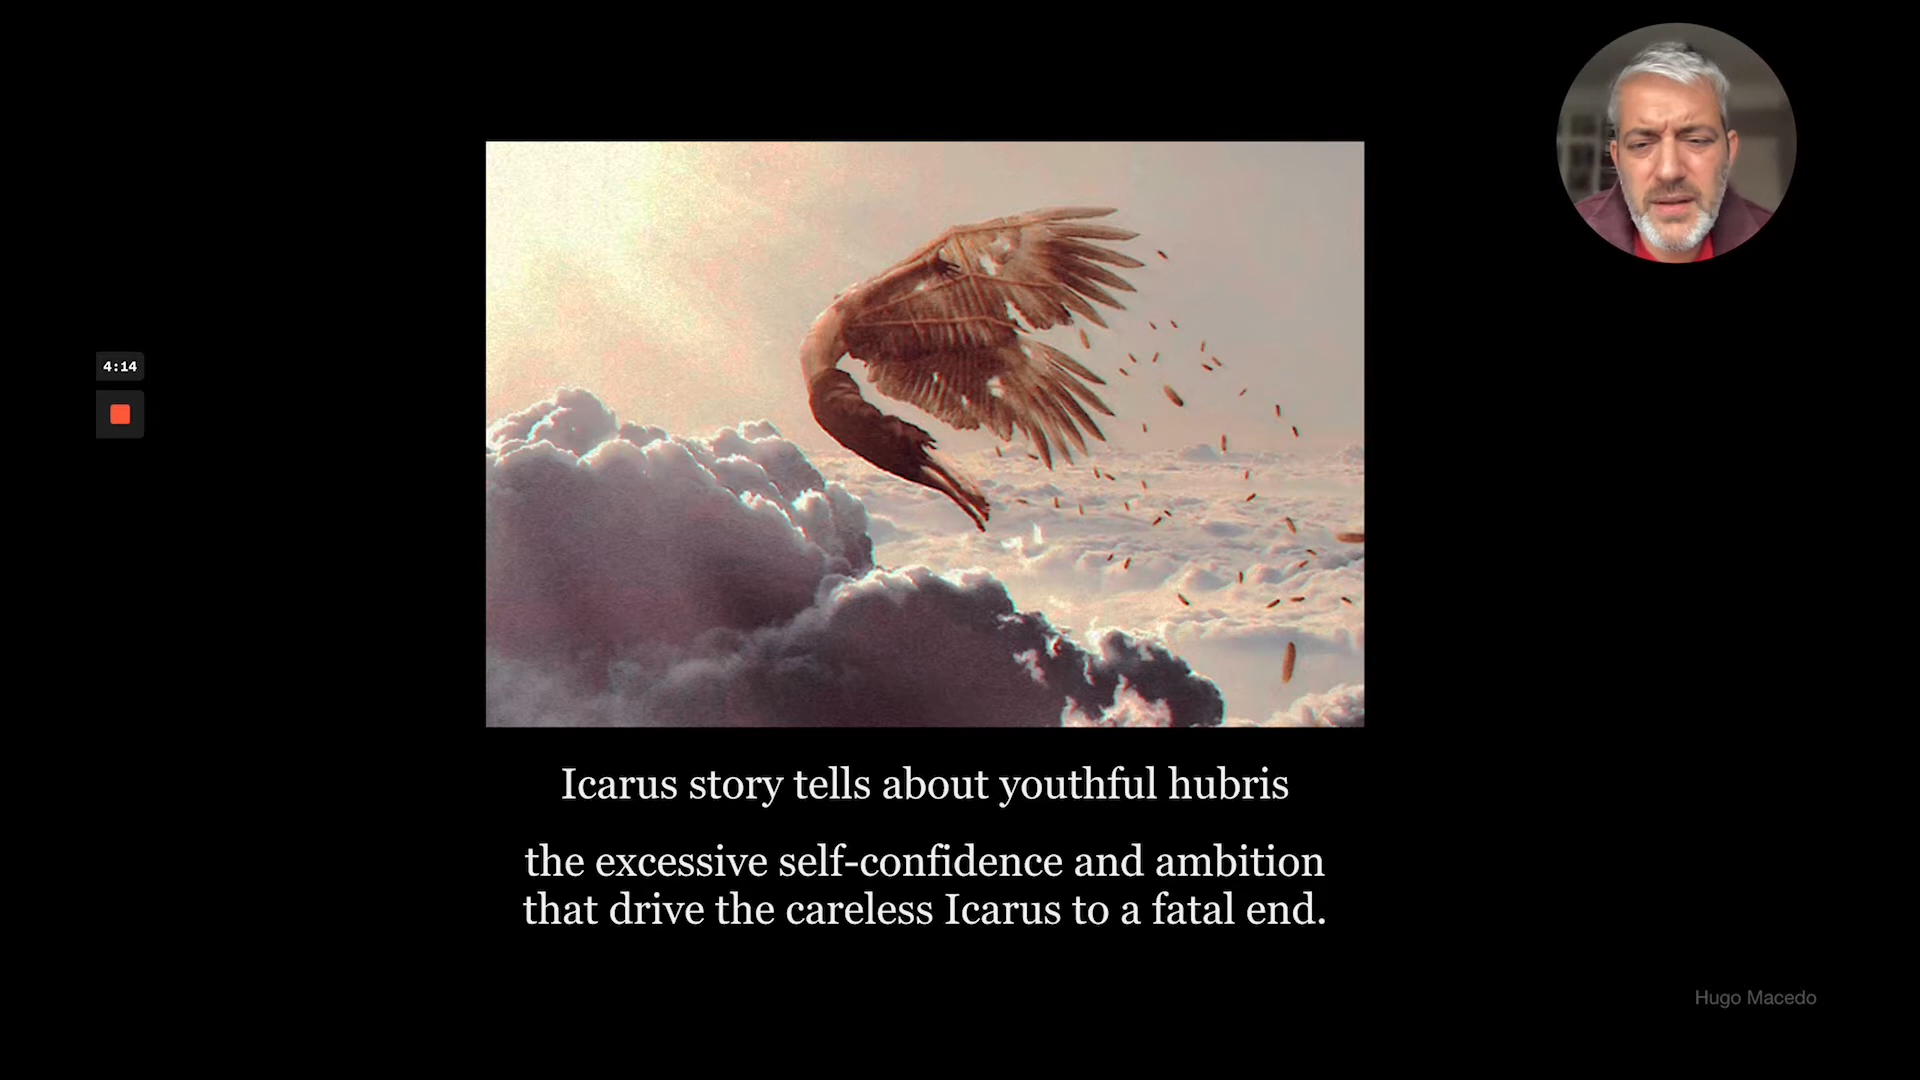 4:14
Icarus story tells about youthful hubris
the excessive self-confidence and ambition
that drive the careless Icarus to a fatal end.
Hugo Macedo